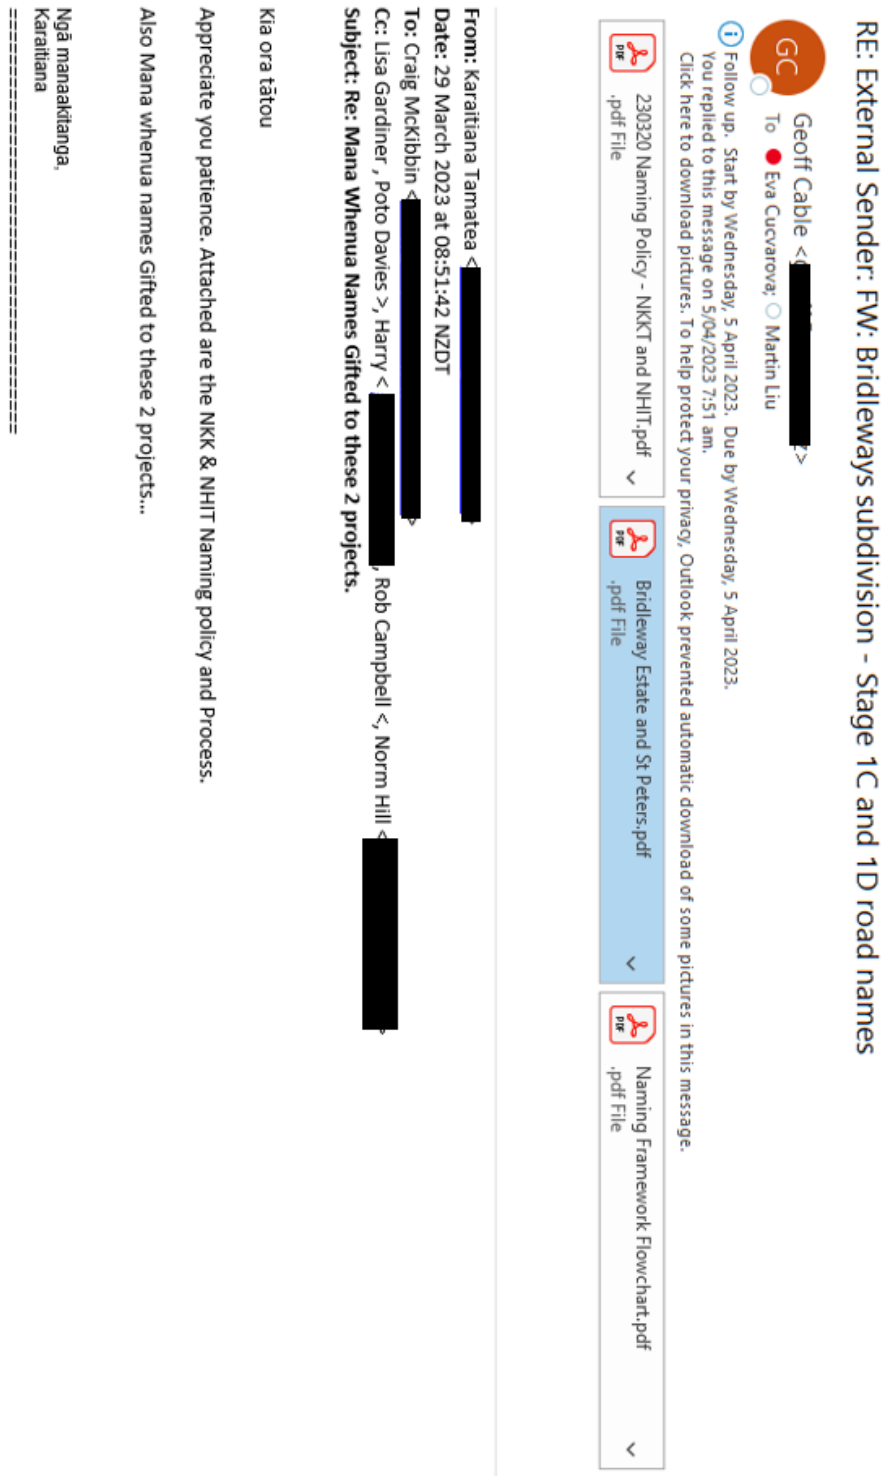 RE: External Sender: FW: Bridleways subdivision - Stage 1C and 1D road names
GC
Geoff Cable <
>
To Eva Cucvarova; Martin Liu
Follow up. Start by Wednesday, 5 April 2023. Due by Wednesday, 5 April 2023.
You replied to this message on 5/04/2023 7:51 am.
Click here to download pictures. To help protect your privacy, Outlook prevented automatic download of some pictures in this message.
PDF
230320 Naming Policy - NKKT and NHIT.pdf
.pdf File
PDF
Bridleway Estate and St Peters.pdf
.pdf File
PDF
Naming Framework Flowchart.pdf
.pdf File
From: Karaitiana Tamatea <
Date: 29 March 2023 at 08:51:42 NZDT
To: Craig McKibbin < >
Cc: Lisa Gardiner , Poto Davies >, Harry < , Rob Campbell <, Norm Hill < >
Subject: Re: Mana Whenua Names Gifted to these 2 projects.
Kia ora tātou
Appreciate you patience. Attached are the NKK & NHIT Naming policy and Process.
Also Mana whenua names Gifted to these 2 projects...
Ngā manaakitanga,
Karaitiana
================================